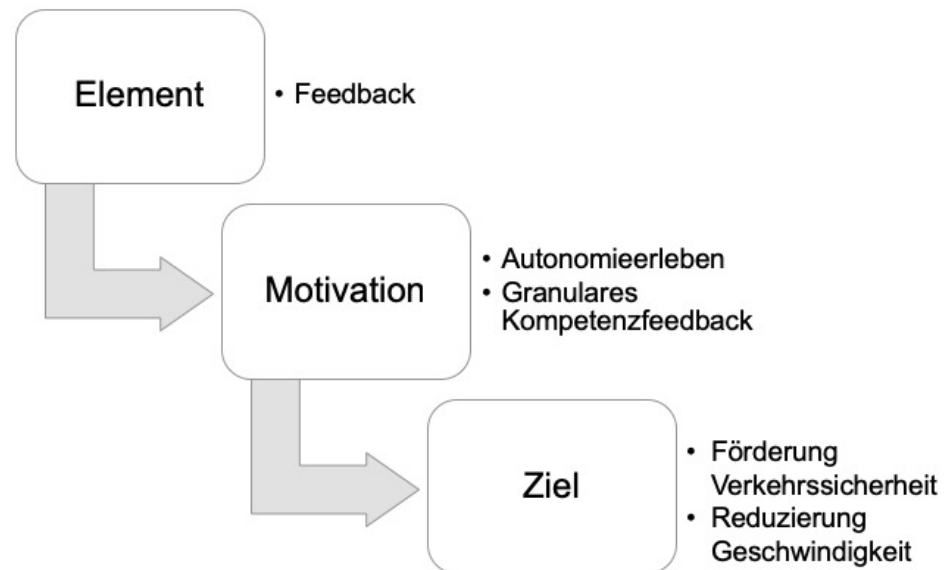 Element
• Feedback
Motivation
• Autonomieerleben
• Granulares
Kompetenzfeedback
Ziel
• Förderung
Verkehrssicherheit
• Reduzierung
Geschwindigkeit